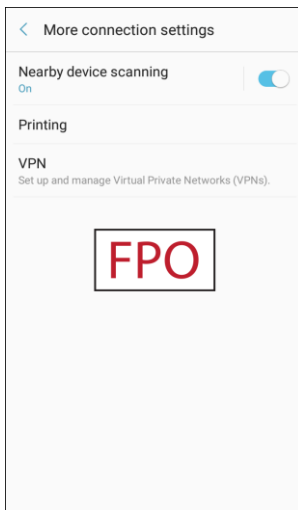 More connection settings
Nearby device scanning
On
Printing
VPN
Set up and manage Virtual Private Networks (VPNs).
FPO